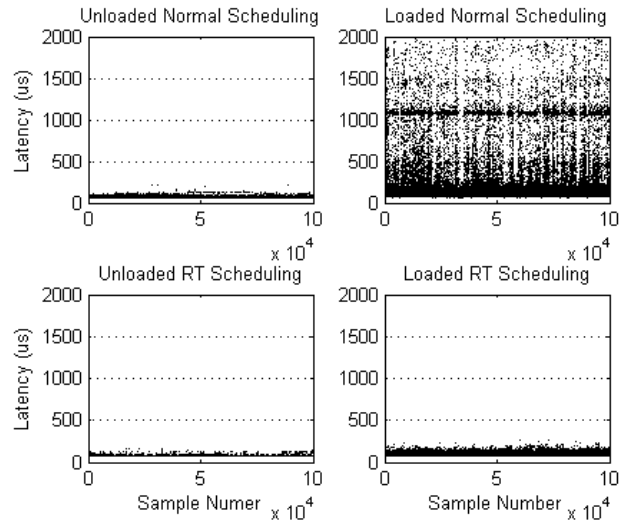 Unloaded Normal Scheduling
Loaded Normal Scheduling
Latency (us)
2000
1500
1000
500
0
0
5
10
x 10^4
2000
1500
1000
500
0
0
5
10
x 10^4
Unloaded RT Scheduling
Loaded RT Scheduling
Latency (us)
2000
1500
1000
500
0
0
5
10
Sample Numer
x 10^4
2000
1500
1000
500
0
0
5
10
Sample Number
x 10^4